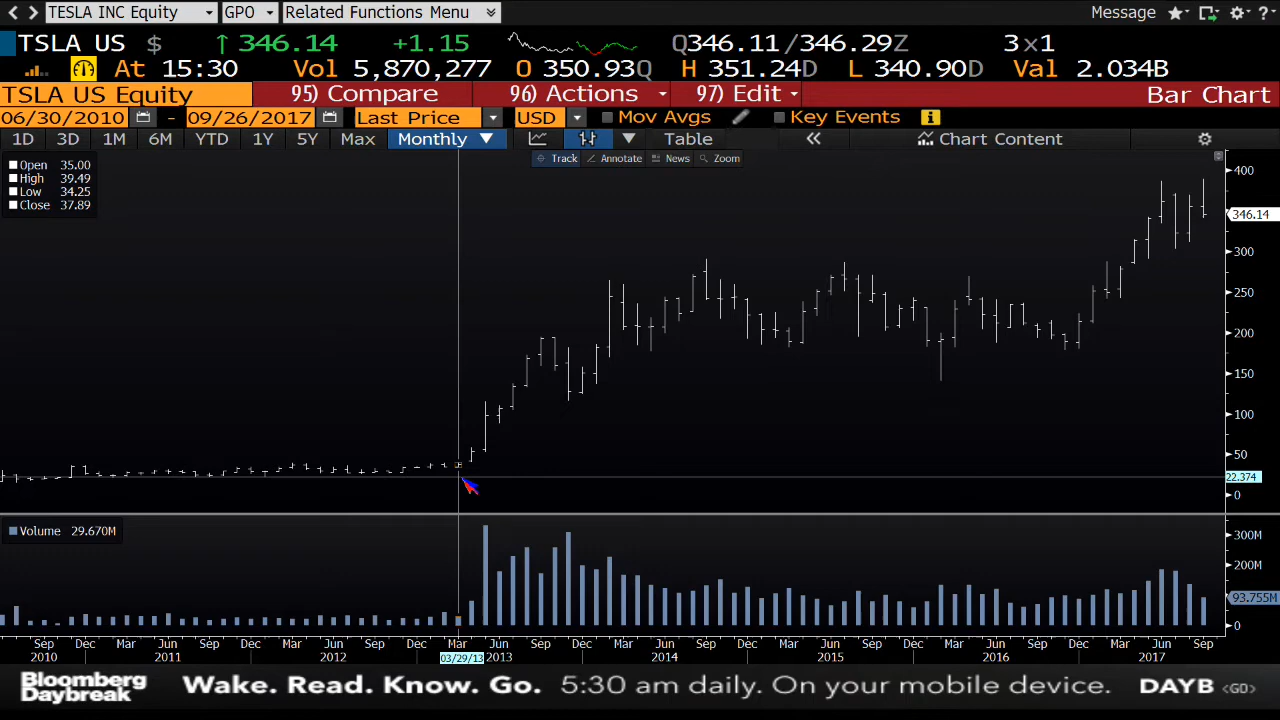 TESLA INC Equity GPO Related Functions Menu Message ?
TSLA US $ ↑ 346.14 +1.15 Q346.11/346.29Z 3x1
At 15:30 Vol 5,870,277 O 350.93Q H 351.24D L 340.90D Val 2.034B
TSLA US Equity 95) Compare 96) Actions 97) Edit Bar Chart
06/30/2010 - 09/26/2017 Last Price USD Mov Avgs Key Events i
1D 3D 1M 6M YTD 1Y 5Y Max Monthly ▼ ▼ Table « Chart Content
Track Annotate News Zoom
Open 35.00
High 39.49
Low 34.25
Close 37.89
400
346.14
300
250
200
150
100
50
22.374
0
Volume 29.670M
300M
200M
93.755M
0
Sep Dec Mar Jun Sep Dec Mar Jun Sep Dec Mar Jun Sep Dec Mar Jun Sep Dec Mar Jun Sep Dec Mar Jun Sep Dec Mar Jun Sep
2010 2011 2012 03/29/13 2013 2014 2015 2016 2017
Bloomberg
Daybreak
Wake. Read. Know. Go. 5:30 am daily. On your mobile device. DAYB <GO>